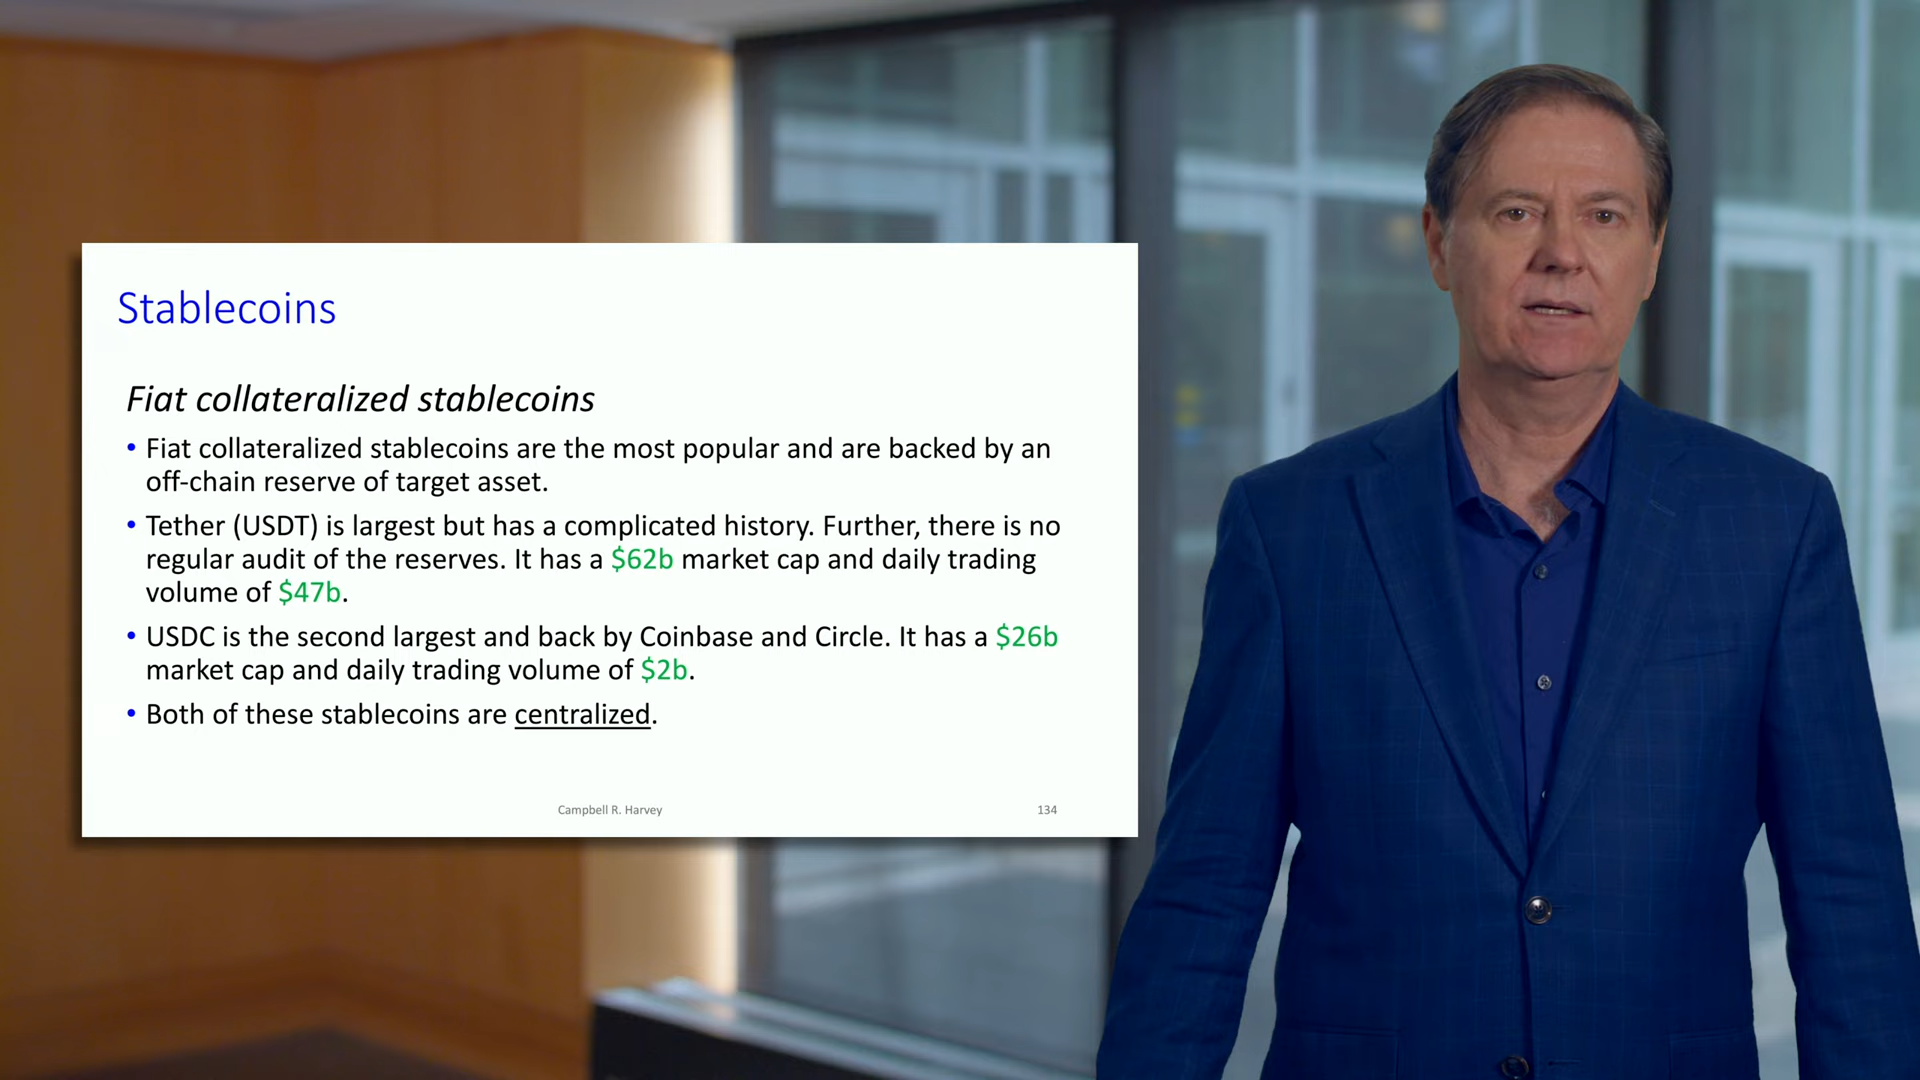 Stablecoins
Fiat collateralized stablecoins
• Fiat collateralized stablecoins are the most popular and are backed by an
off-chain reserve of target asset.
• Tether (USDT) is largest but has a complicated history. Further, there is no
regular audit of the reserves. It has a $62b market cap and daily trading
volume of $47b.
• USDC is the second largest and back by Coinbase and Circle. It has a $26b
market cap and daily trading volume of $2b.
• Both of these stablecoins are centralized.
Campbell R. Harvey 134